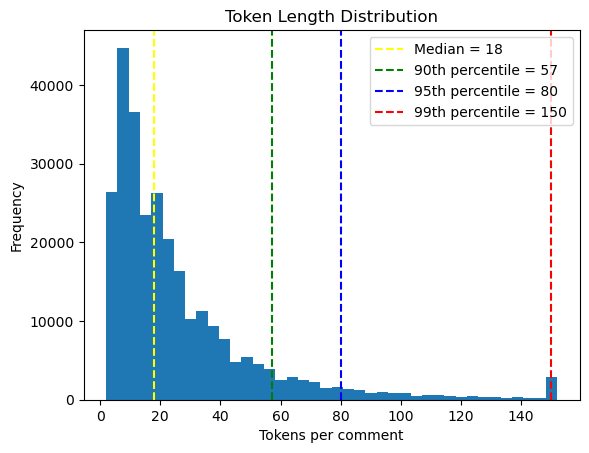 Token Length Distribution
Median = 18
90th percentile = 57
95th percentile = 80
99th percentile = 150
Frequency
40000
30000
20000
10000
0
0 20 40 60 80 100 120 140
Tokens per comment